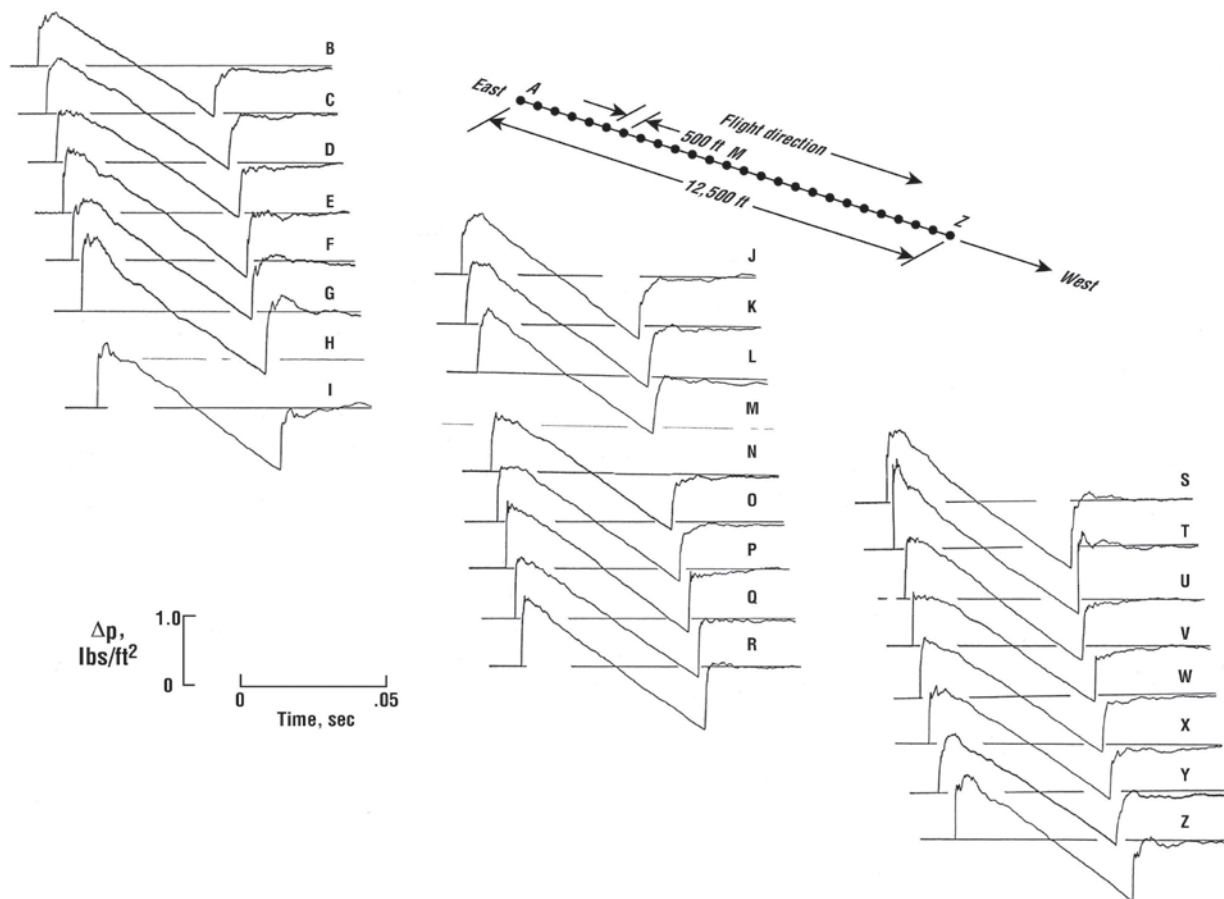 B
C
D
E
F
G
H
I
East
A
500 ft
M
Flight direction
12,500 ft
Z
West
J
K
L
M
N
O
P
Q
R
S
T
U
V
W
X
Y
Z
Δp,
lbs/ft²
1.0
0
0
.05
Time, sec